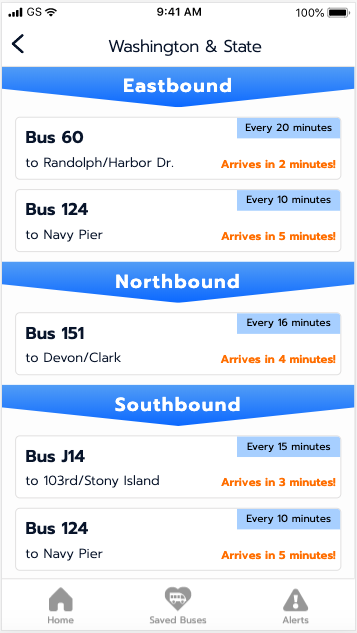 GS 9:41 AM 100%
Washington & State
Eastbound
Every 20 minutes
Bus 60
to Randolph/Harbor Dr. Arrives in 2 minutes!
Every 10 minutes
Bus 124
to Navy Pier Arrives in 5 minutes!
Northbound
Every 16 minutes
Bus 151
to Devon/Clark Arrives in 4 minutes!
Southbound
Every 15 minutes
Bus J14
to 103rd/Stony Island Arrives in 3 minutes!
Every 10 minutes
Bus 124
to Navy Pier Arrives in 5 minutes!
Home Saved Buses Alerts